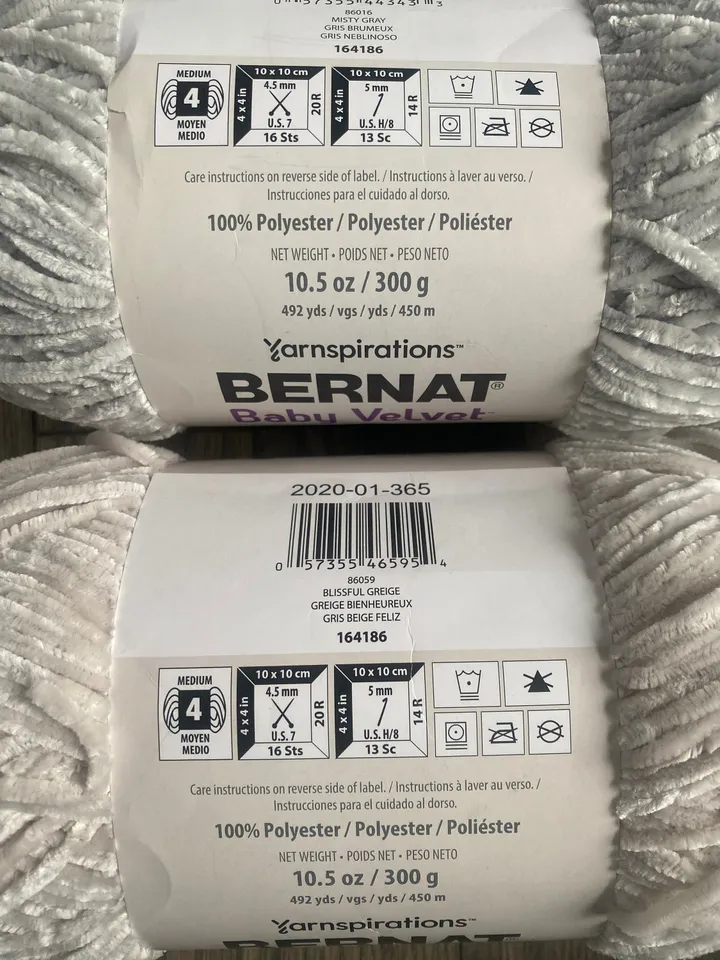 0 57355 44343 3
86016
MISTY GRAY
GRIS BRUMEUX
GRIS NEBLINOSO
164186
MEDIUM
4
MOYEN
MEDIO
10 x 10 cm
4 x 4 in
4.5 mm
U.S. 7
20 R
16 Sts
10 x 10 cm
4 x 4 in
5 mm
U.S. H/8
14 R
13 Sc
Care instructions on reverse side of label. / Instructions à laver au verso. /
Instrucciones para el cuidado al dorso.
100% Polyester / Polyester / Poliéster
NET WEIGHT • POIDS NET • PESO NETO
10.5 oz / 300 g
492 yds / vgs / yds / 450 m
Yarnspirations™
BERNAT®
Baby Velvet™
2020-01-365
0 57355 46595 4
86059
BLISSFUL GREIGE
GREIGE BIENHEUREUX
GRIS BEIGE FELIZ
164186
MEDIUM
4
MOYEN
MEDIO
10 x 10 cm
4 x 4 in
4.5 mm
U.S. 7
20 R
16 Sts
10 x 10 cm
4 x 4 in
5 mm
U.S. H/8
14 R
13 Sc
Care instructions on reverse side of label. / Instructions à laver au verso. /
Instrucciones para el cuidado al dorso.
100% Polyester / Polyester / Poliéster
NET WEIGHT • POIDS NET • PESO NETO
10.5 oz / 300 g
492 yds / vgs / yds / 450 m
Yarnspirations™
BERNAT®